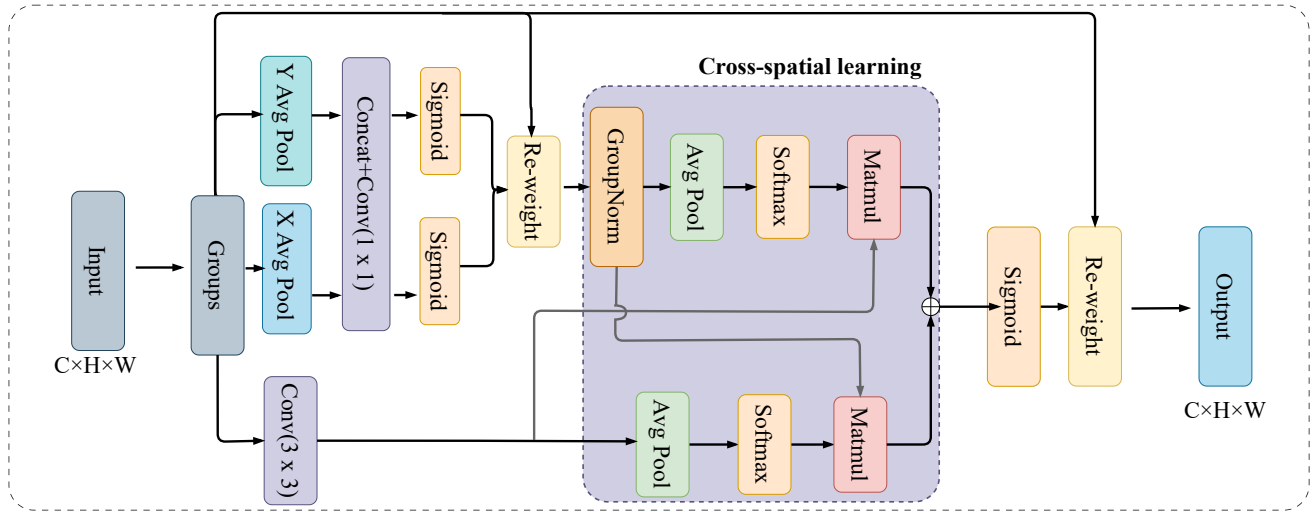 Cross-spatial learning
Input
C×H×W
Groups
Y Avg Pool
X Avg Pool
Concat+Conv(1 x 1)
Sigmoid
Sigmoid
Re-weight
GroupNorm
Avg Pool
Softmax
Matmul
Conv(3 x 3)
Avg Pool
Softmax
Matmul
Sigmoid
Re-weight
Output
C×H×W